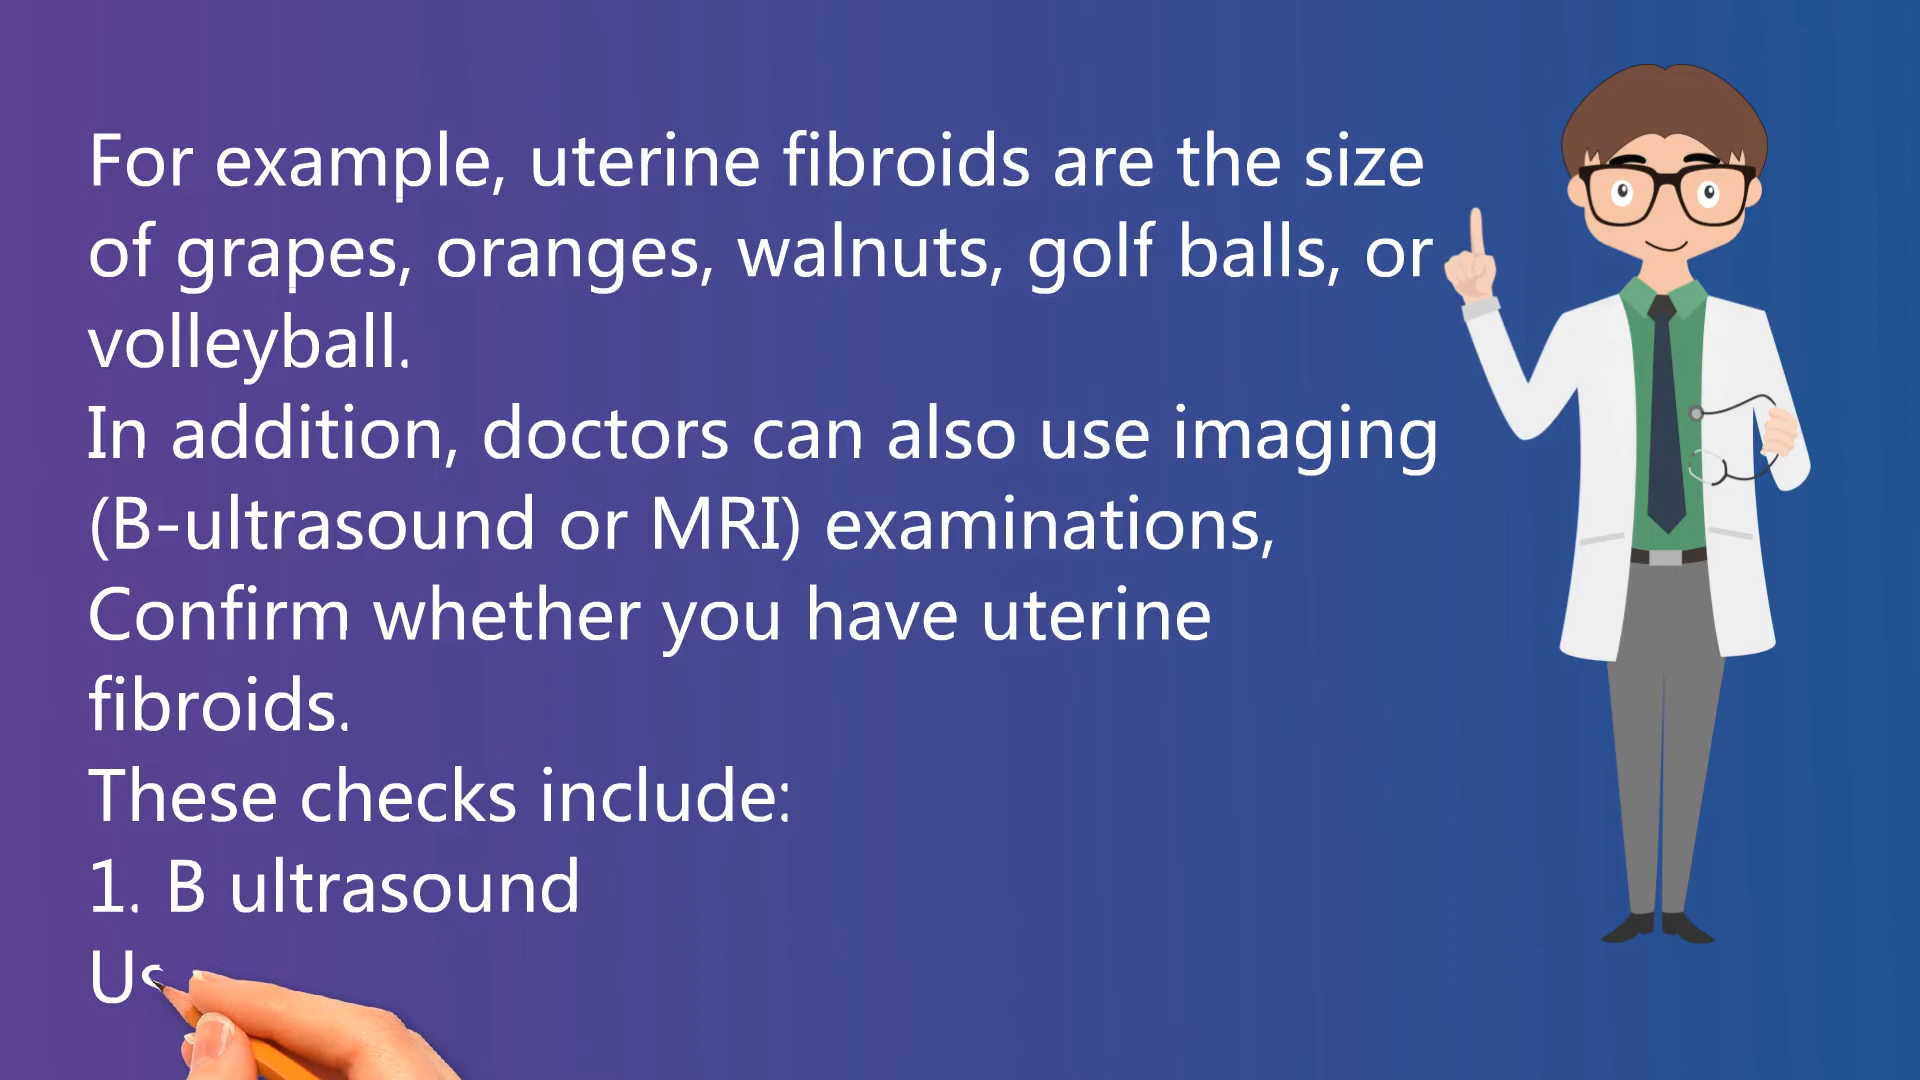 For example, uterine fibroids are the size
of grapes, oranges, walnuts, golf balls, or
volleyball.
In addition, doctors can also use imaging
(B-ultrasound or MRI) examinations,
Confirm whether you have uterine
fibroids.
These checks include:
1. B ultrasound